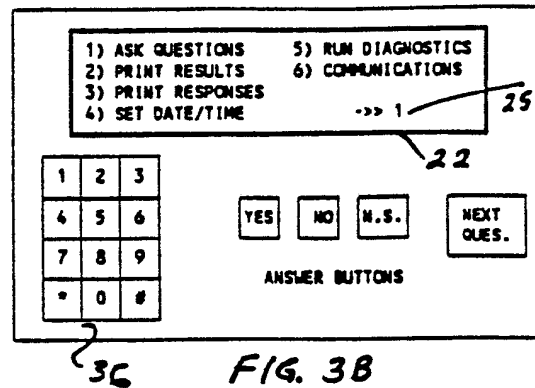 1) ASK QUESTIONS 5) RUN DIAGNOSTICS
2) PRINT RESULTS 6) COMMUNICATIONS
3) PRINT RESPONSES
4) SET DATE/TIME ->> 1
25
22
1 2 3
4 5 6
7 8 9
* 0 #
YES NO N.S.
NEXT
QUES.
ANSWER BUTTONS
36
FIG. 3B